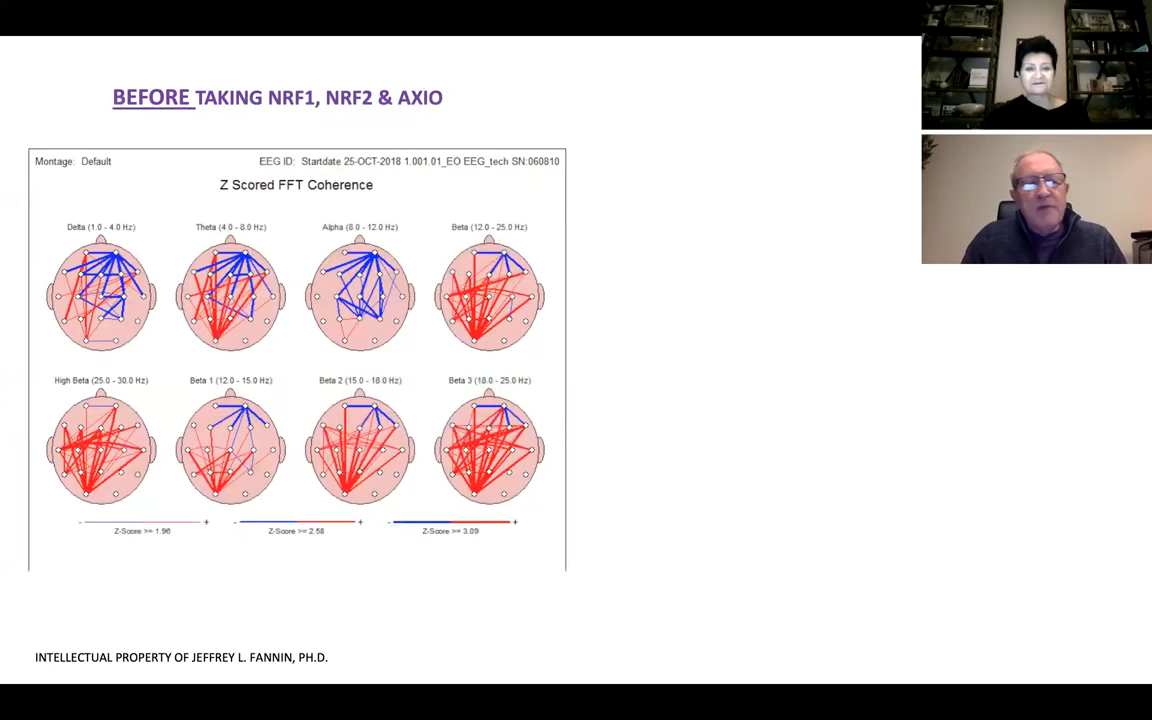 BEFORE TAKING NRF1, NRF2 & AXIO
Montage: Default
EEG ID: Startdate 25-OCT-2018 1.001.01_EO EEG_tech SN:060810
Z Scored FFT Coherence
Delta (1.0 - 4.0 Hz)
Theta (4.0 - 8.0 Hz)
Alpha (8.0 - 12.0 Hz)
Beta (12.0 - 25.0 Hz)
High Beta (25.0 - 30.0 Hz)
Beta 1 (12.0 - 15.0 Hz)
Beta 2 (15.0 - 18.0 Hz)
Beta 3 (18.0 - 25.0 Hz)
- +
Z-Score >= 1.96
- +
Z-Score >= 2.58
- +
Z-Score >= 3.09
INTELLECTUAL PROPERTY OF JEFFREY L. FANNIN, PH.D.